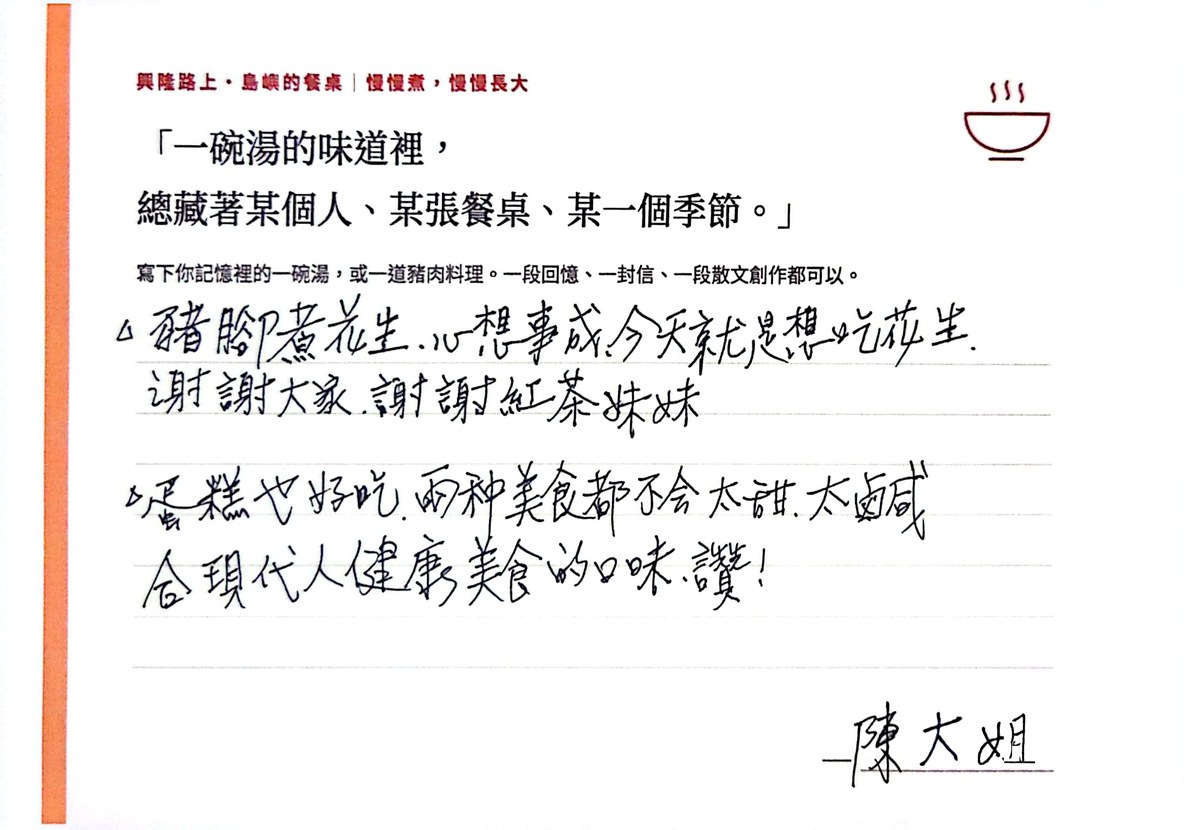 興隆路上・島嶼的餐桌｜慢慢煮，慢慢長大
「一碗湯的味道裡，
總藏著某個人、某張餐桌、某一個季節。」
寫下你記憶裡的一碗湯，或一道豬肉料理。一段回憶、一封信、一段散文創作都可以。
△豬腳煮花生.心想事成.今天就是想吃花生.
謝謝大家.謝謝紅茶妹妹
△蛋糕也好吃.兩种美食都不会太甜.太鹵咸
合現代人健康美食的口味.讚!
—陳大姐